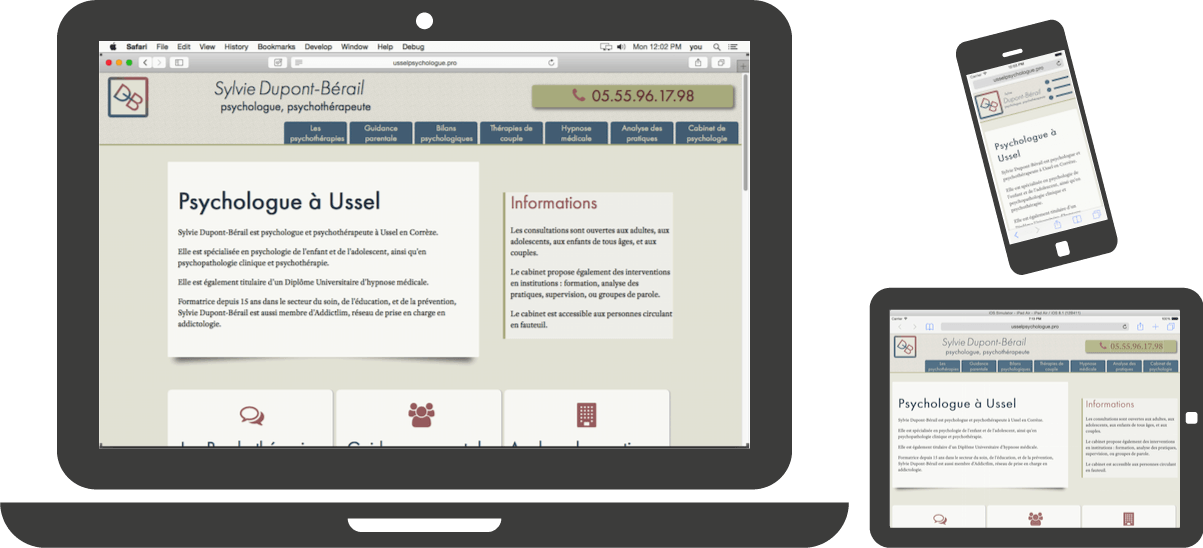 Safari File Edit View History Bookmarks Develop Window Help Debug
Mon 12:02 PM you
usselpsychologue.pro
Sylvie Dupont-Bérail
psychologue, psychothérapeute
05.55.96.17.98
Les psychothérapies
Guidance parentale
Bilans psychologiques
Thérapies de couple
Hypnose médicale
Analyse des pratiques
Cabinet de psychologie
Psychologue à Ussel
Sylvie Dupont-Bérail est psychologue et psychothérapeute à Ussel en Corrèze.
Elle est spécialisée en psychologie de l'enfant et de l'adolescent, ainsi qu'en
psychopathologie clinique et psychothérapie.
Elle est également titulaire d'un Diplôme Universitaire d'hypnose médicale.
Formatrice depuis 15 ans dans le secteur du soin, de l'éducation, et de la prévention,
Sylvie Dupont-Bérail est aussi membre d'Addictlim, réseau de prise en charge en
addictologie.
Informations
Les consultations sont ouvertes aux adultes, aux
adolescents, aux enfants de tous âges, et aux
couples.
Le cabinet propose également des interventions
en institutions : formation, analyse des
pratiques, supervision, ou groupes de parole.
Le cabinet est accessible aux personnes circulant
en fauteuil.
usselpsychologue.pro
Sylvie
Dupont-Bérail
Psychologue à
Ussel
Sylvie Dupont-Bérail est psychologue et
psychothérapeute à Ussel en Corrèze.
Elle est spécialisée en psychologie de
l'enfant et de l'adolescent, ainsi qu'en
psychopathologie clinique et
psychothérapie.
Elle est également titulaire d'un
usselpsychologue.pro
Sylvie Dupont-Bérail
psychologue, psychothérapeute
05.55.96.17.98
Les psychothérapies
Guidance parentale
Bilans psychologiques
Thérapies de couple
Hypnose médicale
Analyse des pratiques
Cabinet de psychologie
Psychologue à Ussel
Sylvie Dupont-Bérail est psychologue et psychothérapeute à Ussel en Corrèze.
Elle est spécialisée en psychologie de l'enfant et de l'adolescent, ainsi qu'en
psychopathologie clinique et psychothérapie.
Elle est également titulaire d'un Diplôme Universitaire d'hypnose médicale.
Formatrice depuis 15 ans dans le secteur du soin, de l'éducation, et de la prévention,
Sylvie Dupont-Bérail est aussi membre d'Addictlim, réseau de prise en charge en
addictologie.
Informations
Les consultations sont ouvertes aux adultes, aux
adolescents, aux enfants de tous âges, et aux
couples.
Le cabinet propose également des interventions
en institutions : formation, analyse des pratiques,
supervision, ou groupes de parole.
Le cabinet est accessible aux personnes circulant
en fauteuil.